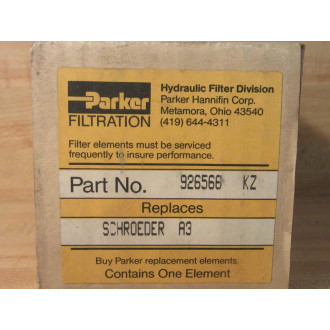 Parker
FILTRATION
Hydraulic Filter Division
Parker Hannifin Corp.
Metamora, Ohio 43540
(419) 644-4311
Filter elements must be serviced
frequently to insure performance.
Part No. 926566 KZ
Replaces
SCHROEDER A3
Buy Parker replacement elements.
Contains One Element